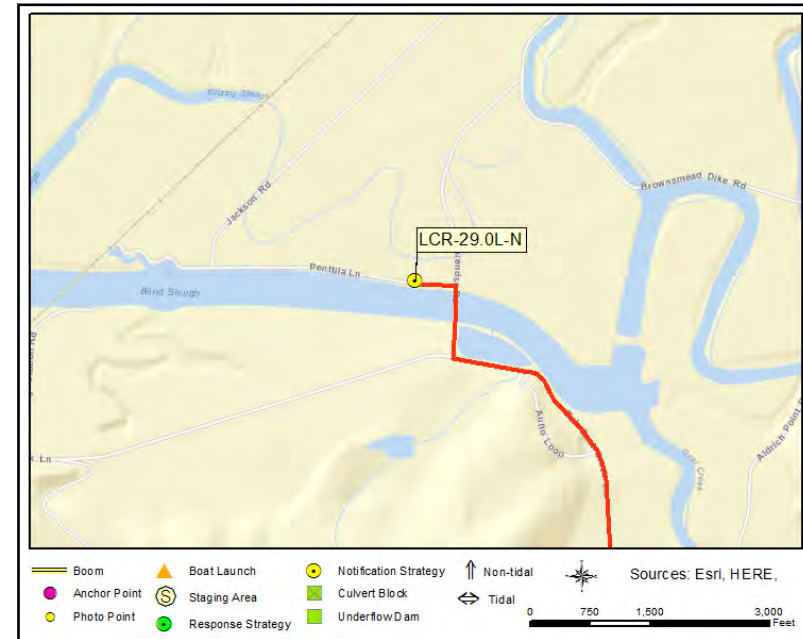 Grizzly Slough
Jackson Rd
Brownsmead Dike Rd
LCR-29.0L-N
Penttila Ln
Blind Slough
Auno Loop
Creek
Aldrich Point
Ln
Boom
Anchor Point
Photo Point
Boat Launch
S Staging Area
Response Strategy
Notification Strategy
Culvert Block
Underflow Dam
Non-tidal
Tidal
Sources: Esri, HERE,
0 750 1,500 3,000
Feet